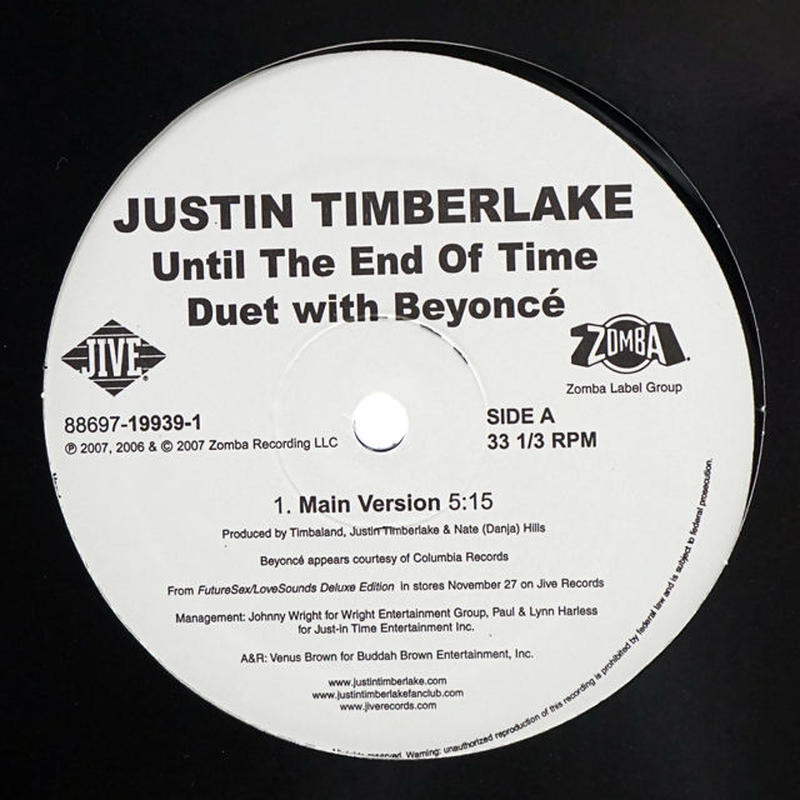 JUSTIN TIMBERLAKE
Until The End Of Time
Duet with Beyoncé
JIVE
®
ZOMBA
Zomba Label Group
88697-19939-1
℗ 2007, 2006 & © 2007 Zomba Recording LLC
SIDE A
33 1/3 RPM
1. Main Version 5:15
Produced by Timbaland, Justin Timberlake & Nate (Danja) Hills
Beyoncé appears courtesy of Columbia Records
From FutureSex/LoveSounds Deluxe Edition in stores November 27 on Jive Records
Management: Johnny Wright for Wright Entertainment Group, Paul & Lynn Harless
for Just-in Time Entertainment Inc.
A&R: Venus Brown for Buddah Brown Entertainment, Inc.
www.justintimberlake.com
www.justintimberlakefanclub.com
www.jiverecords.com
reserved. Warning: unauthorized reproduction of this recording is prohibited by federal law and is subject to federal prosecution.